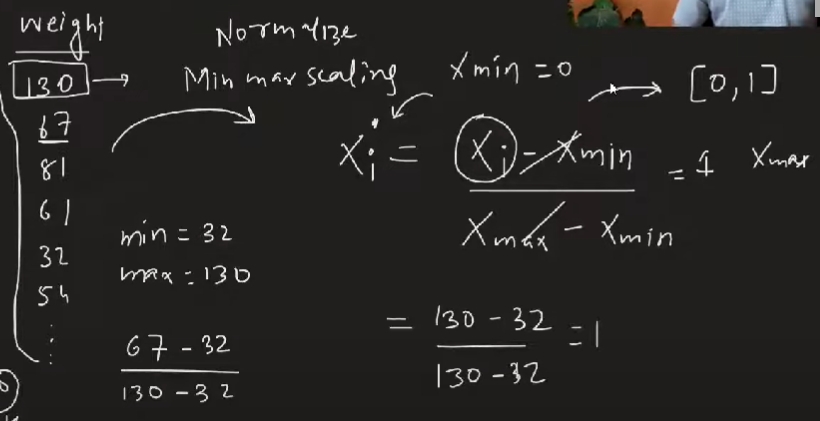 Weight
Normalize
130 → Min max scaling
Xmin = 0 → [0,1]
67
81
61
32
54
⋮
min = 32
max = 130
67 - 32
130 - 32
Xi' = Xi - Xmin = 1 Xmax
Xmax - Xmin
= 130 - 32 = 1
130 - 32